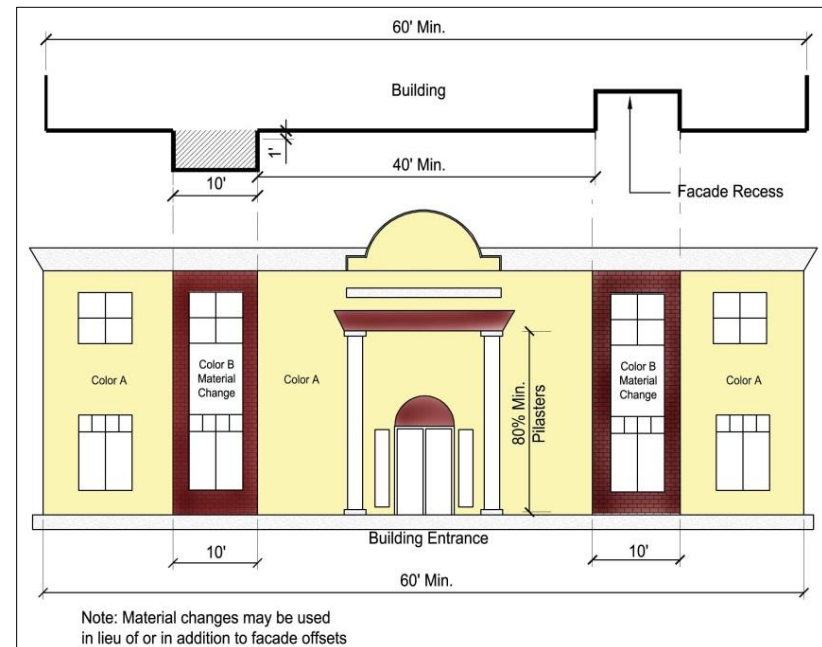 60' Min.
Building
1'
10'
40' Min.
Facade Recess
Color A
Color B
Material
Change
Color A
80% Min.
Pilasters
Color B
Material
Change
Color A
Building Entrance
10'
10'
60' Min.
Note: Material changes may be used
in lieu of or in addition to facade offsets